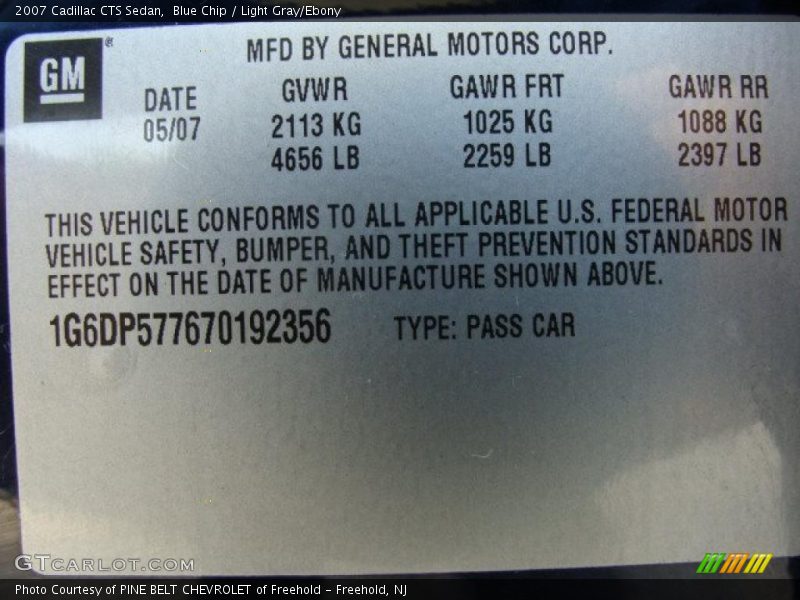 2007 Cadillac CTS Sedan,  Blue Chip / Light Gray/Ebony
GM®
MFD BY GENERAL MOTORS CORP.
DATE GVWR GAWR FRT GAWR RR
05/07 2113 KG 1025 KG 1088 KG
4656 LB 2259 LB 2397 LB
THIS VEHICLE CONFORMS TO ALL APPLICABLE U.S. FEDERAL MOTOR
VEHICLE SAFETY, BUMPER, AND THEFT PREVENTION STANDARDS IN
EFFECT ON THE DATE OF MANUFACTURE SHOWN ABOVE.
1G6DP577670192356 TYPE: PASS CAR
GTCARLOT.COM
Photo Courtesy of PINE BELT CHEVROLET of Freehold - Freehold, NJ